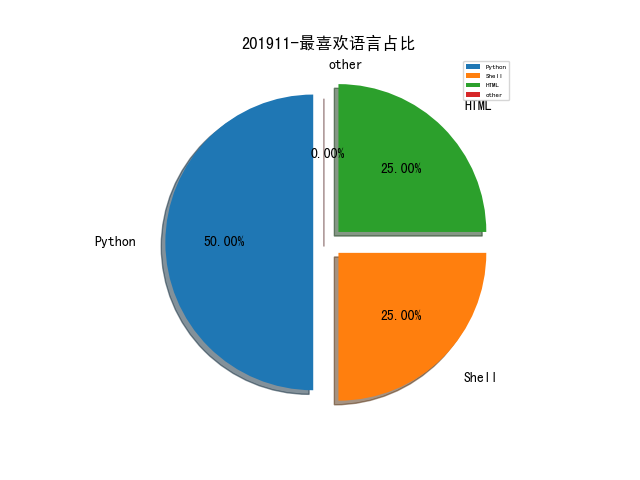 201911-最喜欢语言占比
other
Python
Shell
HTML
other
HTML
0.00%
25.00%
Python
50.00%
25.00%
Shell